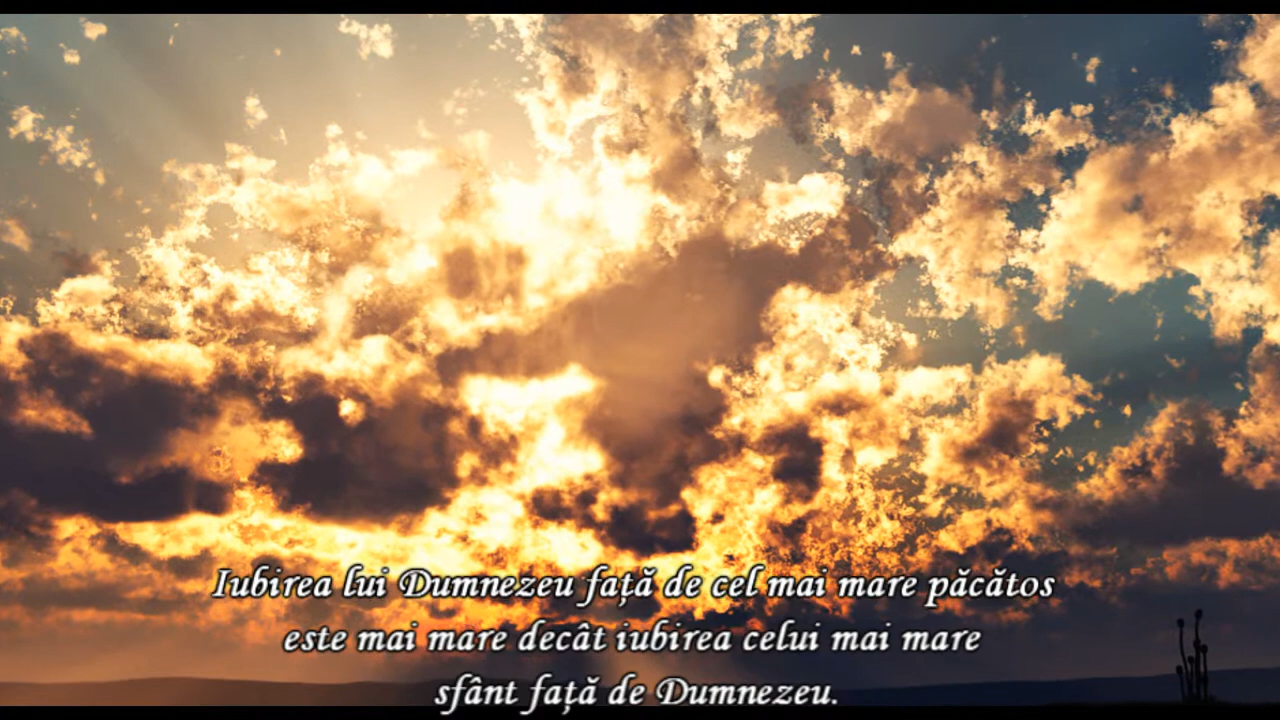 Iubirea lui Dumnezeu față de cel mai mare păcătos
este mai mare decât iubirea celui mai mare
sfânt față de Dumnezeu.